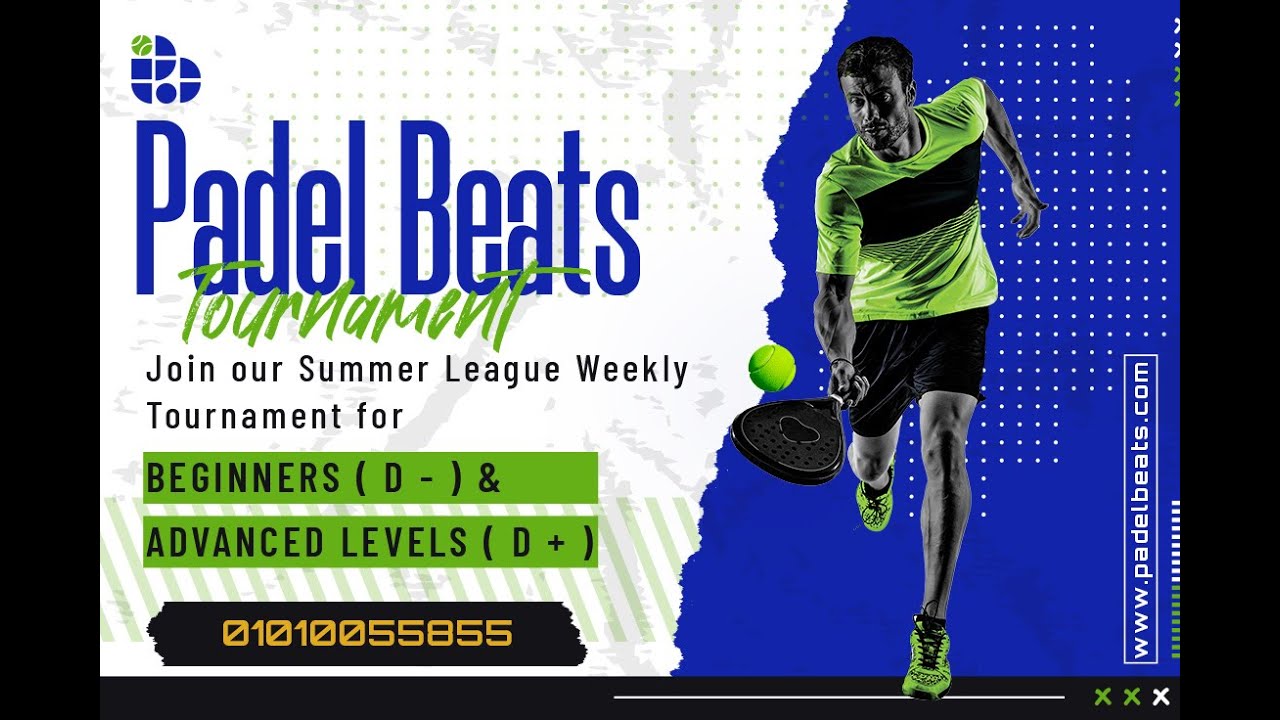 Padel Beats
Tournament
Join our Summer League Weekly
Tournament for
BEGINNERS ( D - ) &
ADVANCED LEVELS ( D + )
01010055855
www.padelbeats.com